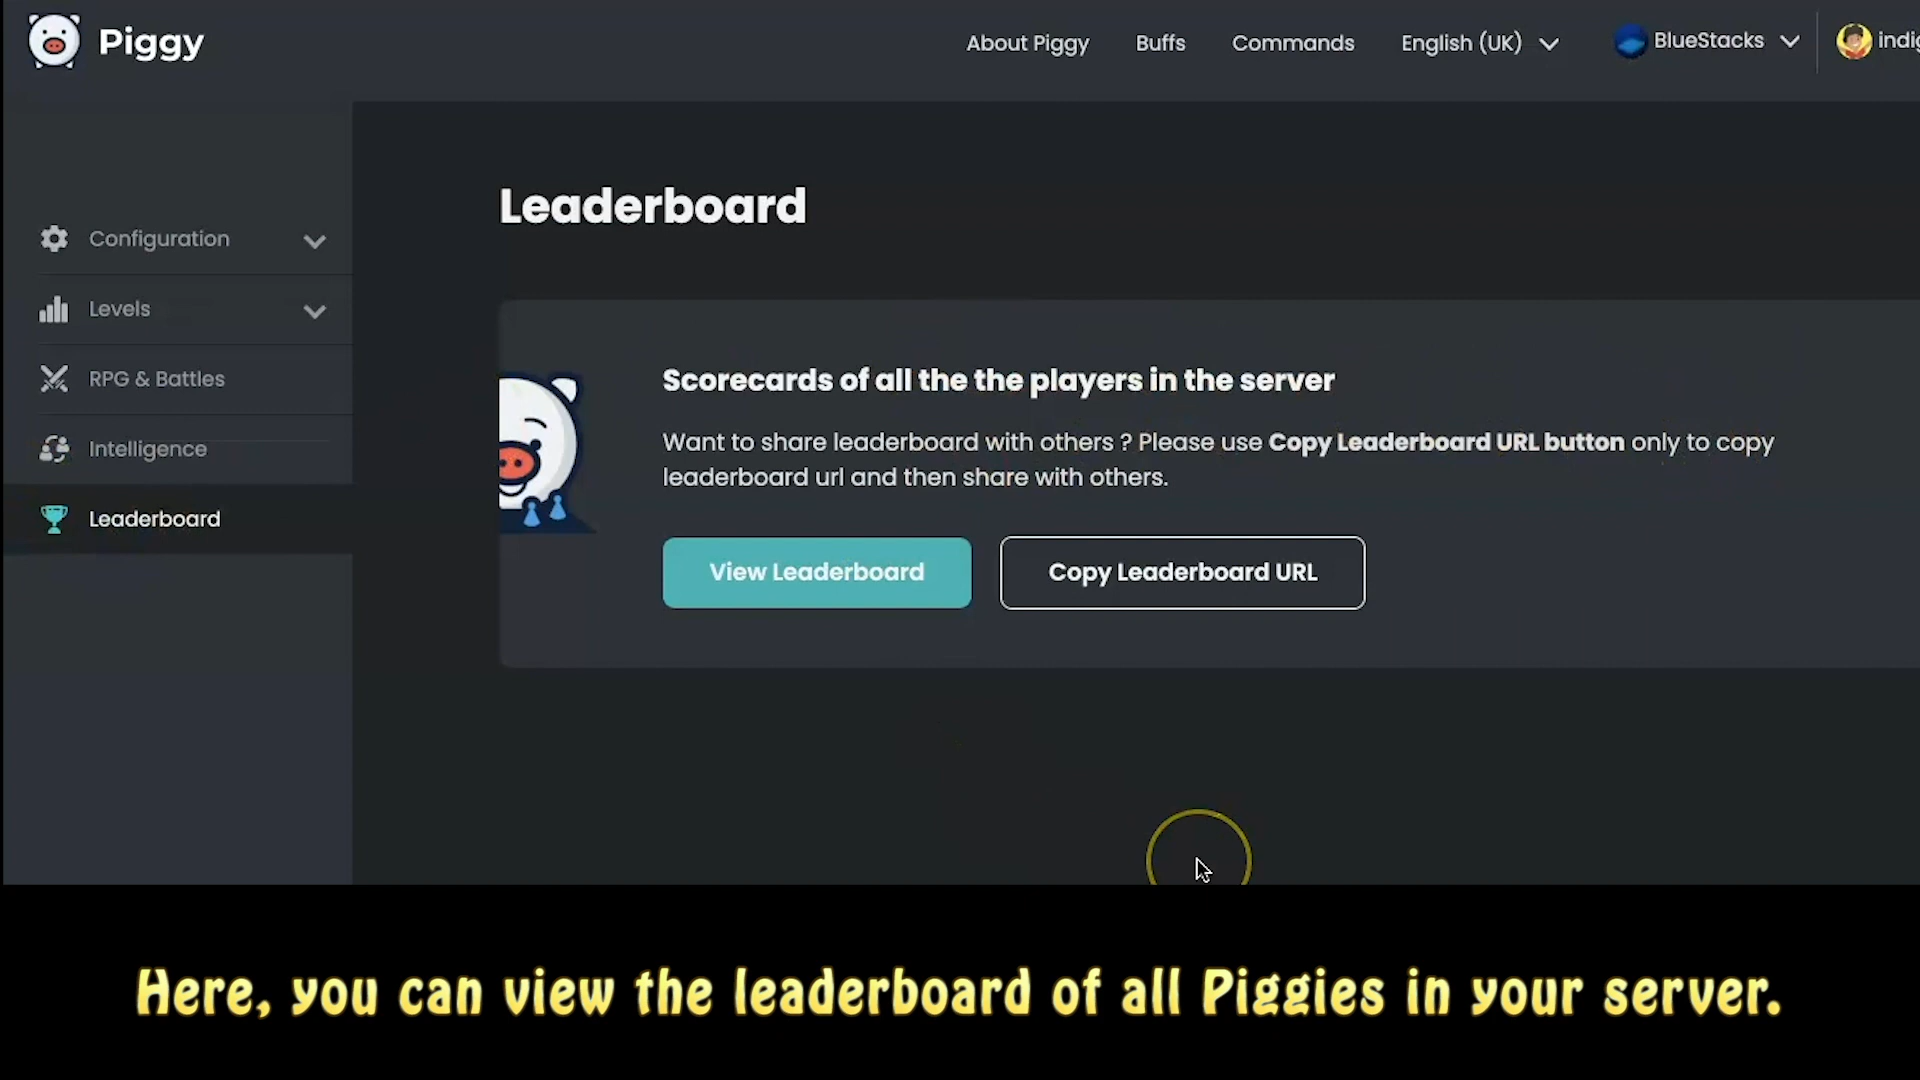 Piggy
About Piggy
Buffs
Commands
English (UK)
BlueStacks
indig
Configuration
Levels
RPG & Battles
Intelligence
Leaderboard
Leaderboard
Scorecards of all the the players in the server
Want to share leaderboard with others ? Please use Copy Leaderboard URL button only to copy
leaderboard url and then share with others.
View Leaderboard
Copy Leaderboard URL
Here, you can view the leaderboard of all Piggies in your server.